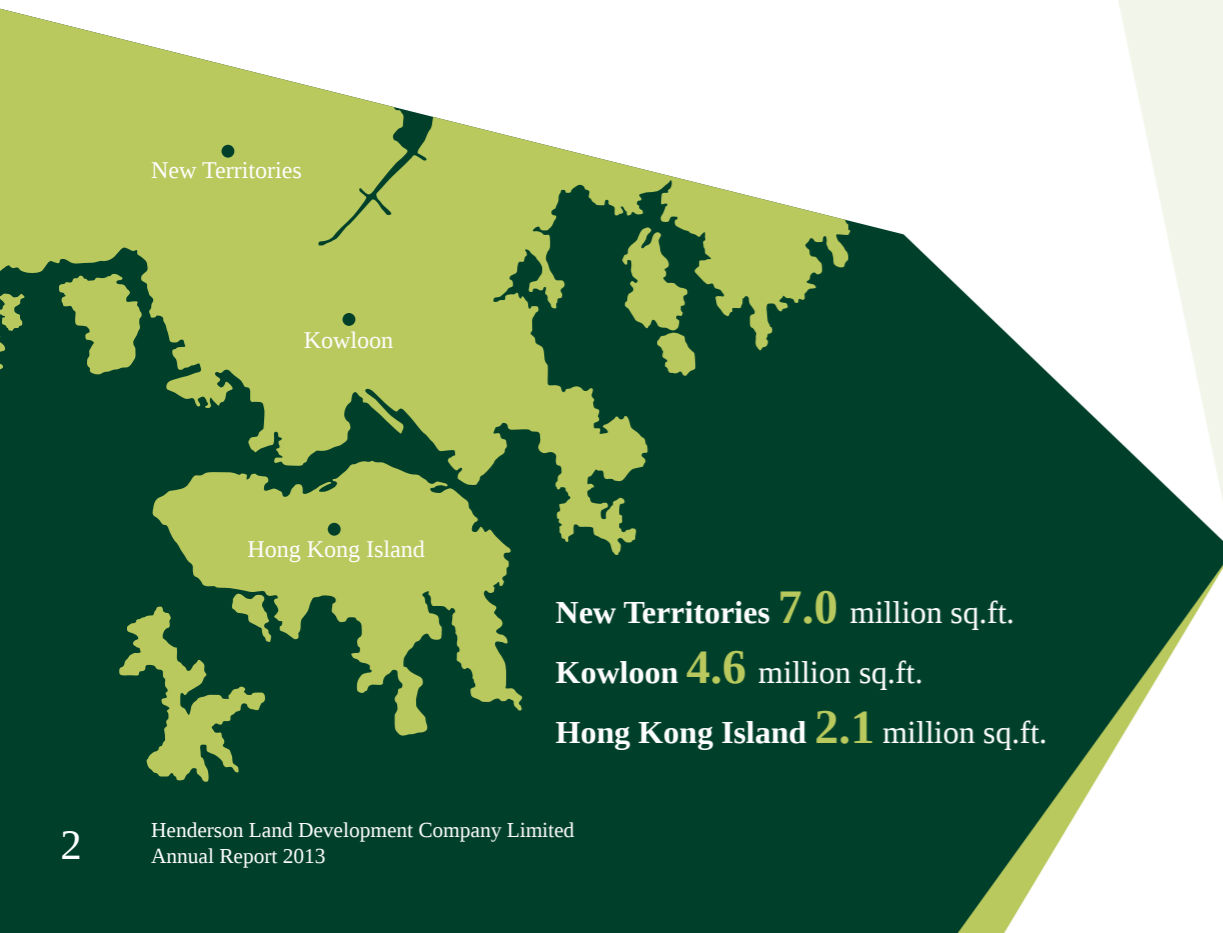 New Territories
Kowloon
Hong Kong Island
New Territories 7.0 million sq.ft.
Kowloon 4.6 million sq.ft.
Hong Kong Island 2.1 million sq.ft.
2
Henderson Land Development Company Limited
Annual Report 2013